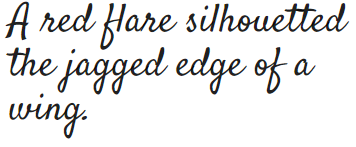 A red flare silhouetted
the jagged edge of a
wing.